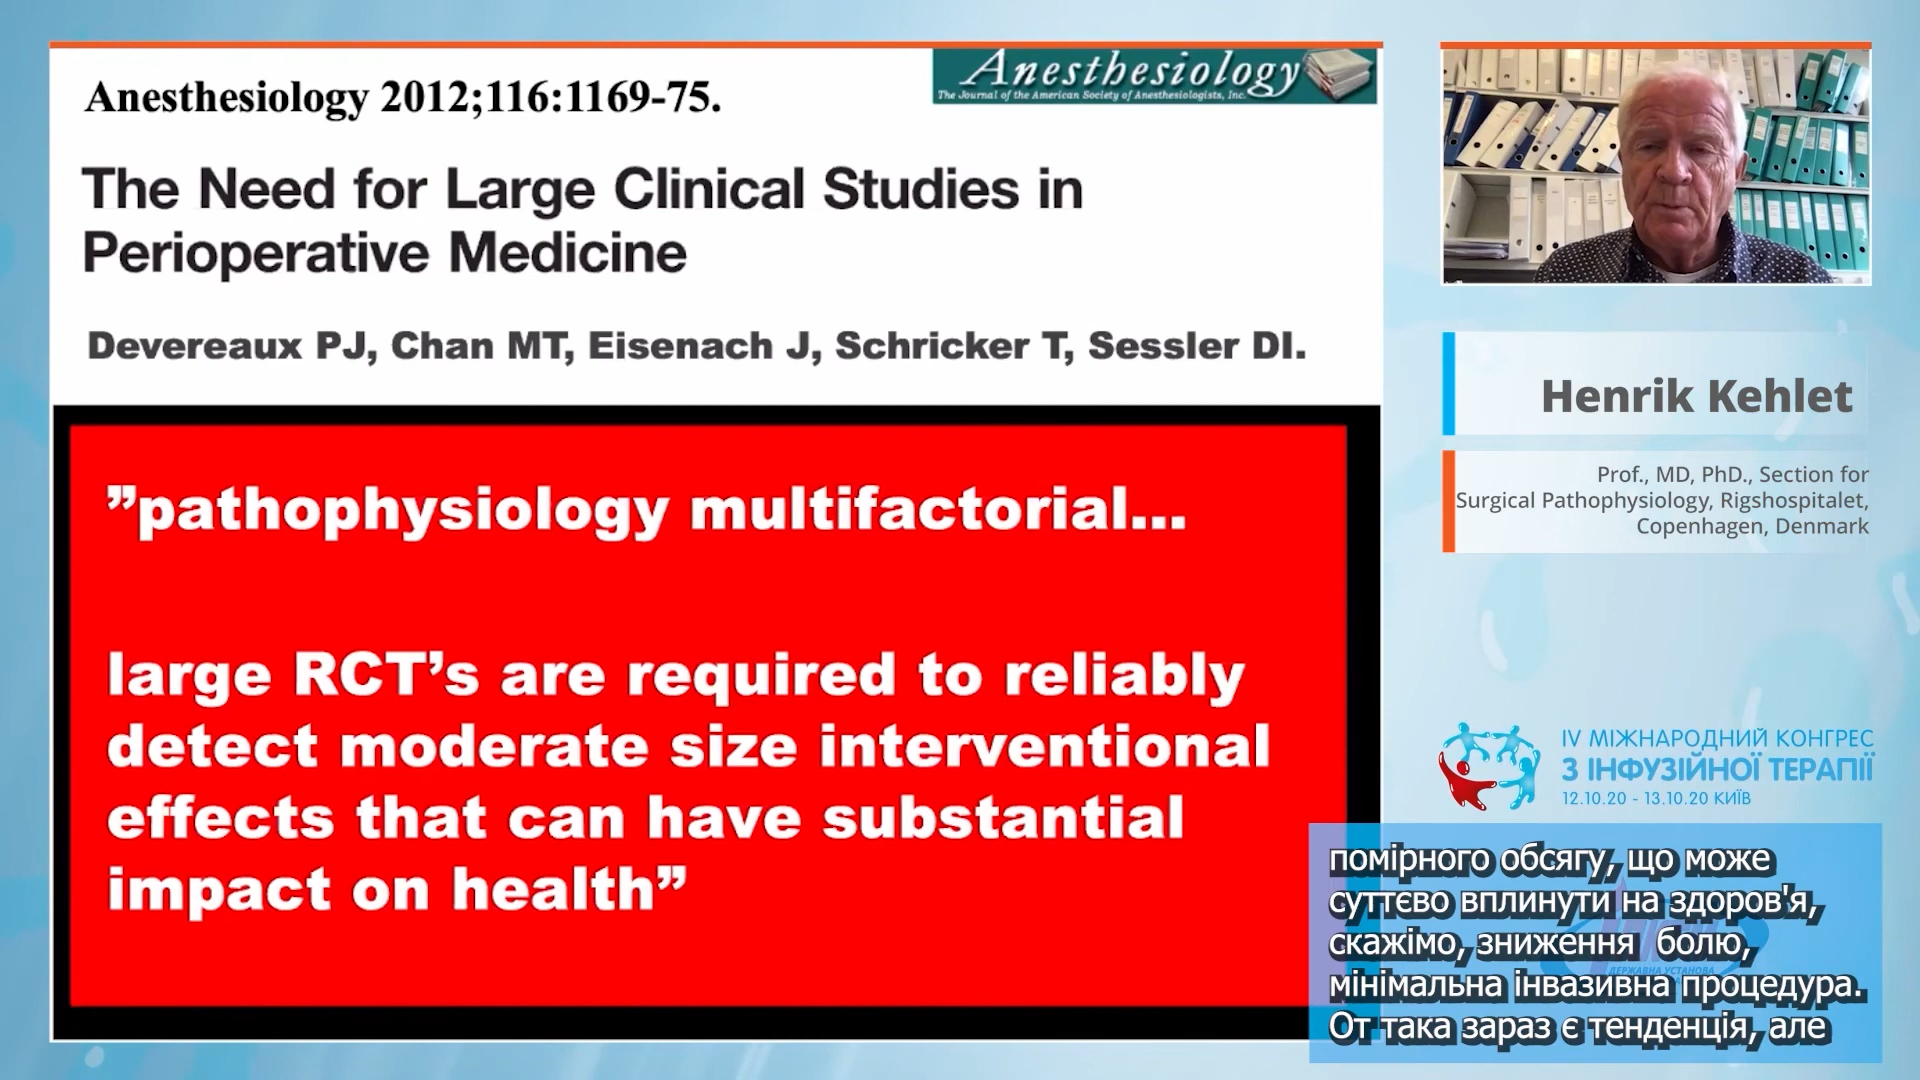 Anesthesiology 2012;116:1169-75.
Anesthesiology
The Journal of the American Society of Anesthesiologists, Inc.
The Need for Large Clinical Studies in
Perioperative Medicine
Devereaux PJ, Chan MT, Eisenach J, Schricker T, Sessler DI.
”pathophysiology multifactorial...
large RCT’s are required to reliably
detect moderate size interventional
effects that can have substantial
impact on health”
Henrik Kehlet
Prof., MD, PhD., Section for
Surgical Pathophysiology, Rigshospitalet,
Copenhagen, Denmark
IV МІЖНАРОДНИЙ КОНГРЕС
З ІНФУЗІЙНОЇ ТЕРАПІЇ
12.10.20 - 13.10.20 КИЇВ
помірного обсягу, що може
суттєво вплинути на здоров'я,
скажімо, зниження болю,
ДЕРЖАВНА УСТАНОВА
мінімальна інвазивна процедура.
От така зараз є тенденція, але